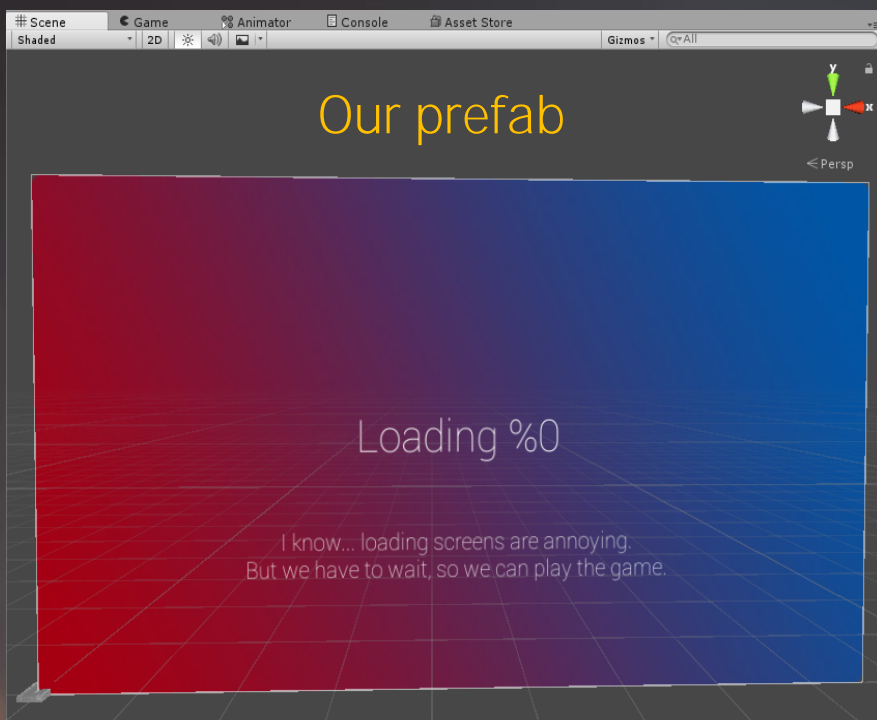 Scene Game Animator Console Asset Store
Shaded 2D Gizmos All
y
x
Persp
Our prefab
Loading %0
I know... loading screens are annoying.
But we have to wait, so we can play the game.